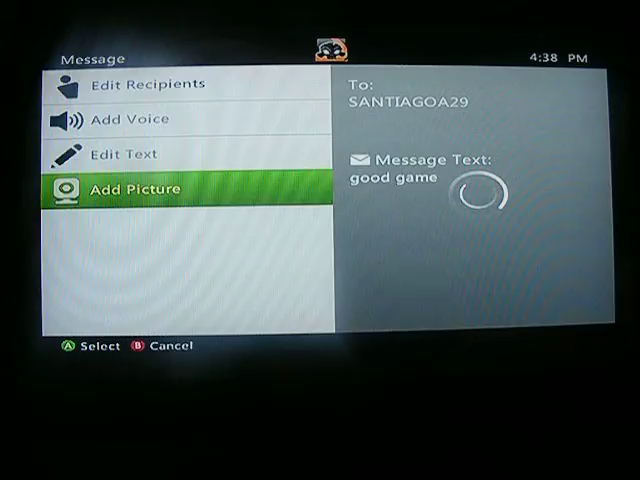 Message
4:38 PM
Edit Recipients
Add Voice
Edit Text
Add Picture
To:
SANTIAGOA29
Message Text:
good game
A Select B Cancel